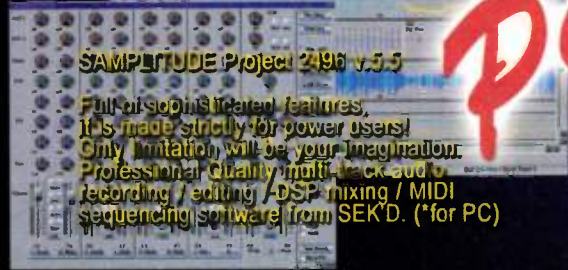 SAMPLITUDE Project 2496 v.5.5
Full of sophisticated features,
it is made strictly for power users!
Only limitation will be your imagination.
Professional Quality multi-track audio
recording / editing / DSP mixing / MIDI
sequencing software from SEK'D. (*for PC)